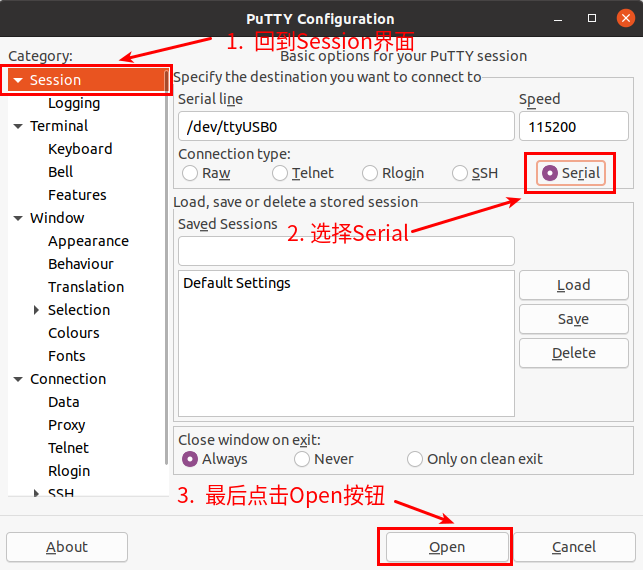 PuTTY Configuration
1. 回到Session界面
Category:
Basic options for your PuTTY session
Session
Logging
Terminal
Keyboard
Bell
Features
Window
Appearance
Behaviour
Translation
Selection
Colours
Fonts
Connection
Data
Proxy
Telnet
Rlogin
SSH
Specify the destination you want to connect to
Serial line
Speed
/dev/ttyUSB0
115200
Connection type:
Raw
Telnet
Rlogin
SSH
Serial
Load, save or delete a stored session
Saved Sessions
2. 选择Serial
Default Settings
Load
Save
Delete
Close window on exit:
Always
Never
Only on clean exit
3. 最后点击Open按钮
About
Open
Cancel